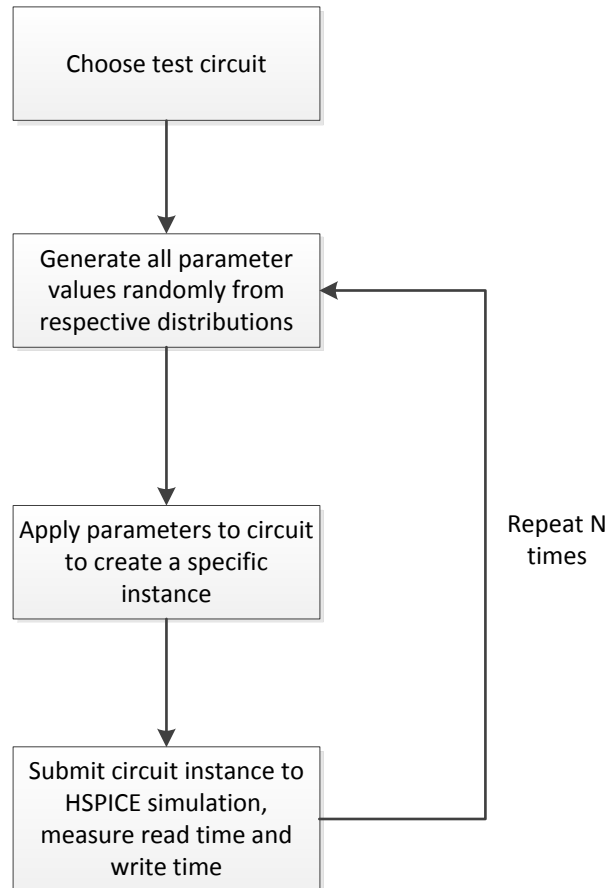 Choose test circuit
Generate all parameter
values randomly from
respective distributions
Apply parameters to circuit
to create a specific
instance
Repeat N
times
Submit circuit instance to
HSPICE simulation,
measure read time and
write time